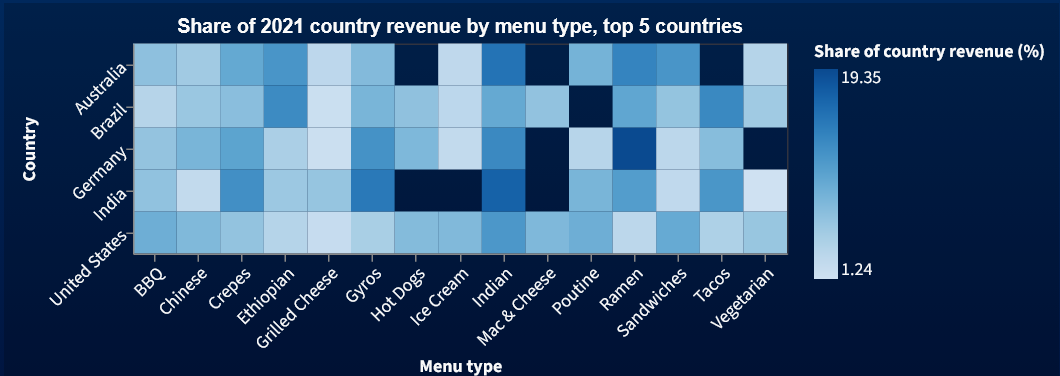 Share of 2021 country revenue by menu type, top 5 countries
Share of country revenue (%)
19.35
1.24
Country
Australia
Brazil
Germany
India
United States
BBQ
Chinese
Crepes
Ethiopian
Grilled Cheese
Gyros
Hot Dogs
Ice Cream
Indian
Mac & Cheese
Poutine
Ramen
Sandwiches
Tacos
Vegetarian
Menu type